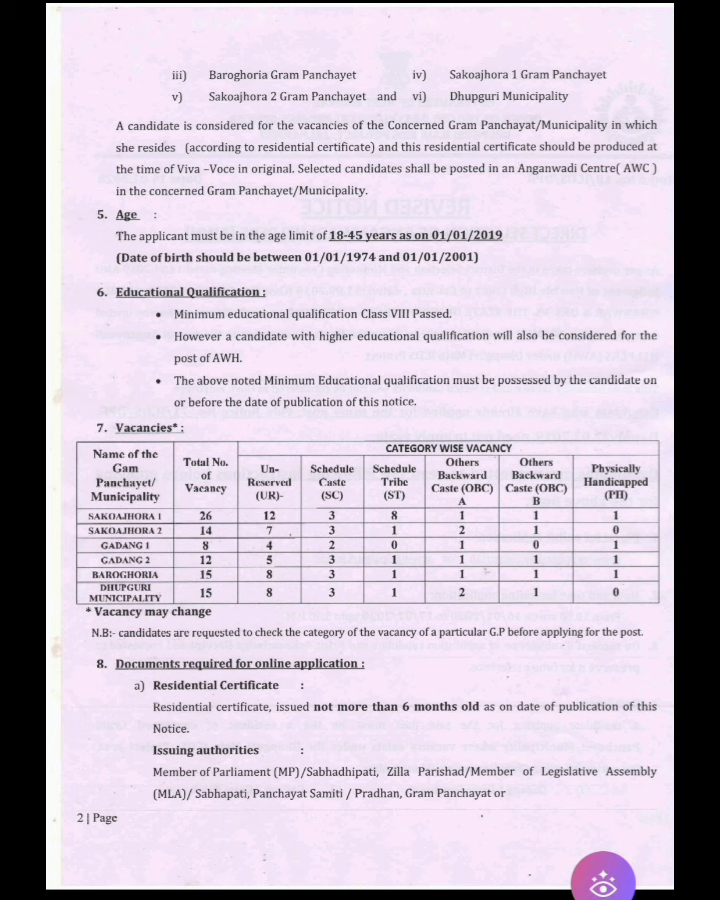 iii) Baroghoria Gram Panchayet iv) Sakoajhora 1 Gram Panchayet
v) Sakoajhora 2 Gram Panchayet and vi) Dhupguri Municipality
A candidate is considered for the vacancies of the Concerned Gram Panchayat/Municipality in which
she resides (according to residential certificate) and this residential certificate should be produced at
the time of Viva –Voce in original. Selected candidates shall be posted in an Anganwadi Centre( AWC )
in the concerned Gram Panchayet/Municipality.
5. Age :
The applicant must be in the age limit of 18-45 years as on 01/01/2019
(Date of birth should be between 01/01/1974 and 01/01/2001)
6. Educational Qualification :
• Minimum educational qualification Class VIII Passed.
• However a candidate with higher educational qualification will also be considered for the
post of AWH.
• The above noted Minimum Educational qualification must be possessed by the candidate on
or before the date of publication of this notice.
7. Vacancies* :
Name of the Gam Panchayet/ Municipality Total No. of Vacancy CATEGORY WISE VACANCY
Un-Reserved (UR)- Schedule Caste (SC) Schedule Tribe (ST) Others Backward Caste (OBC) A Others Backward Caste (OBC) B Physically Handicapped (PH)
SAKOAJHORA 1 26 12 3 8 1 1 1
SAKOAJHORA 2 14 7 3 1 2 1 0
GADANG 1 8 4 2 0 1 0 1
GADANG 2 12 5 3 1 1 1 1
BAROGHORIA 15 8 3 1 1 1 1
DHUPGURI MUNICIPALITY 15 8 3 1 2 1 0
* Vacancy may change
N.B:- candidates are requested to check the category of the vacancy of a particular G.P before applying for the post.
8. Documents required for online application :
a) Residential Certificate :
Residential certificate, issued not more than 6 months old as on date of publication of this
Notice.
Issuing authorities :
Member of Parliament (MP)/Sabhadhipati, Zilla Parishad/Member of Legislative Assembly
(MLA)/ Sabhapati, Panchayat Samiti / Pradhan, Gram Panchayat or
2 | Page